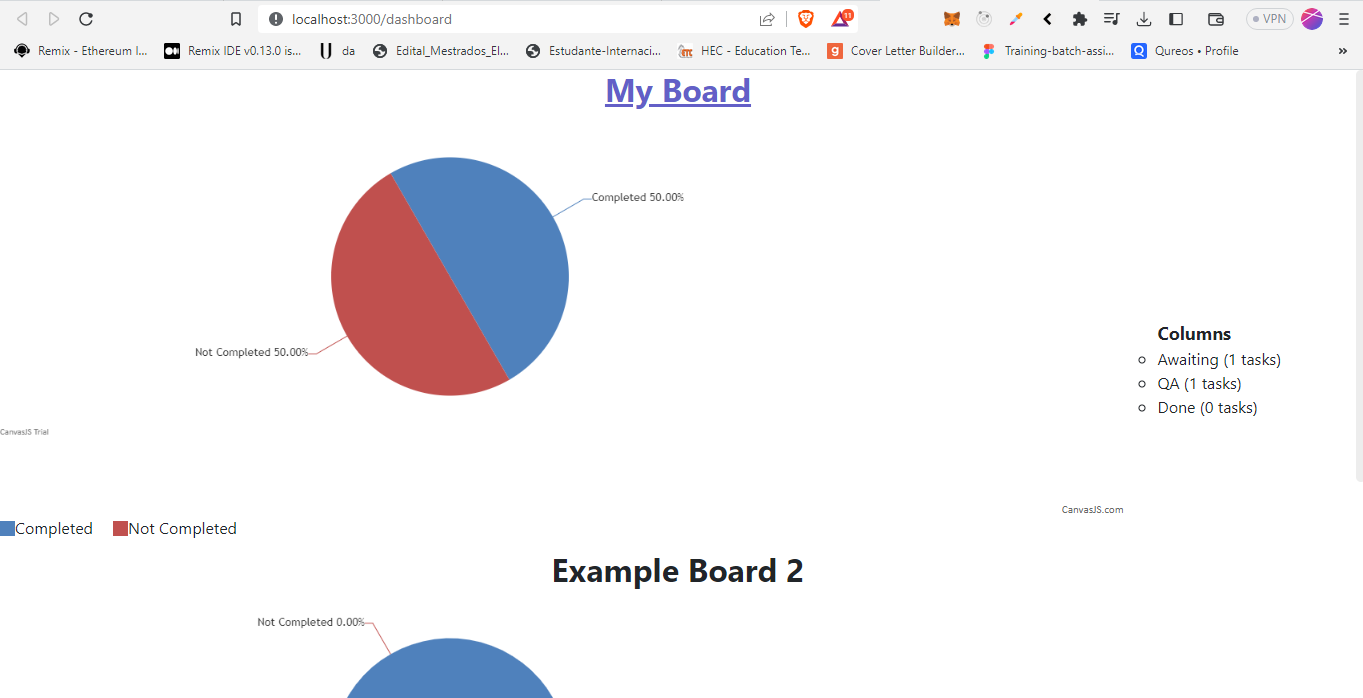 localhost:3000/dashboard
11
VPN
Remix - Ethereum I...
Remix IDE v0.13.0 is...
da
Edital_Mestrados_El...
Estudante-Internaci...
HEC - Education Te...
Cover Letter Builder...
Training-batch-assi...
Qureos • Profile
»
My Board
Completed 50.00%
Not Completed 50.00%
Columns
Awaiting (1 tasks)
QA (1 tasks)
Done (0 tasks)
CanvasJS Trial
CanvasJS.com
Completed
Not Completed
Example Board 2
Not Completed 0.00%